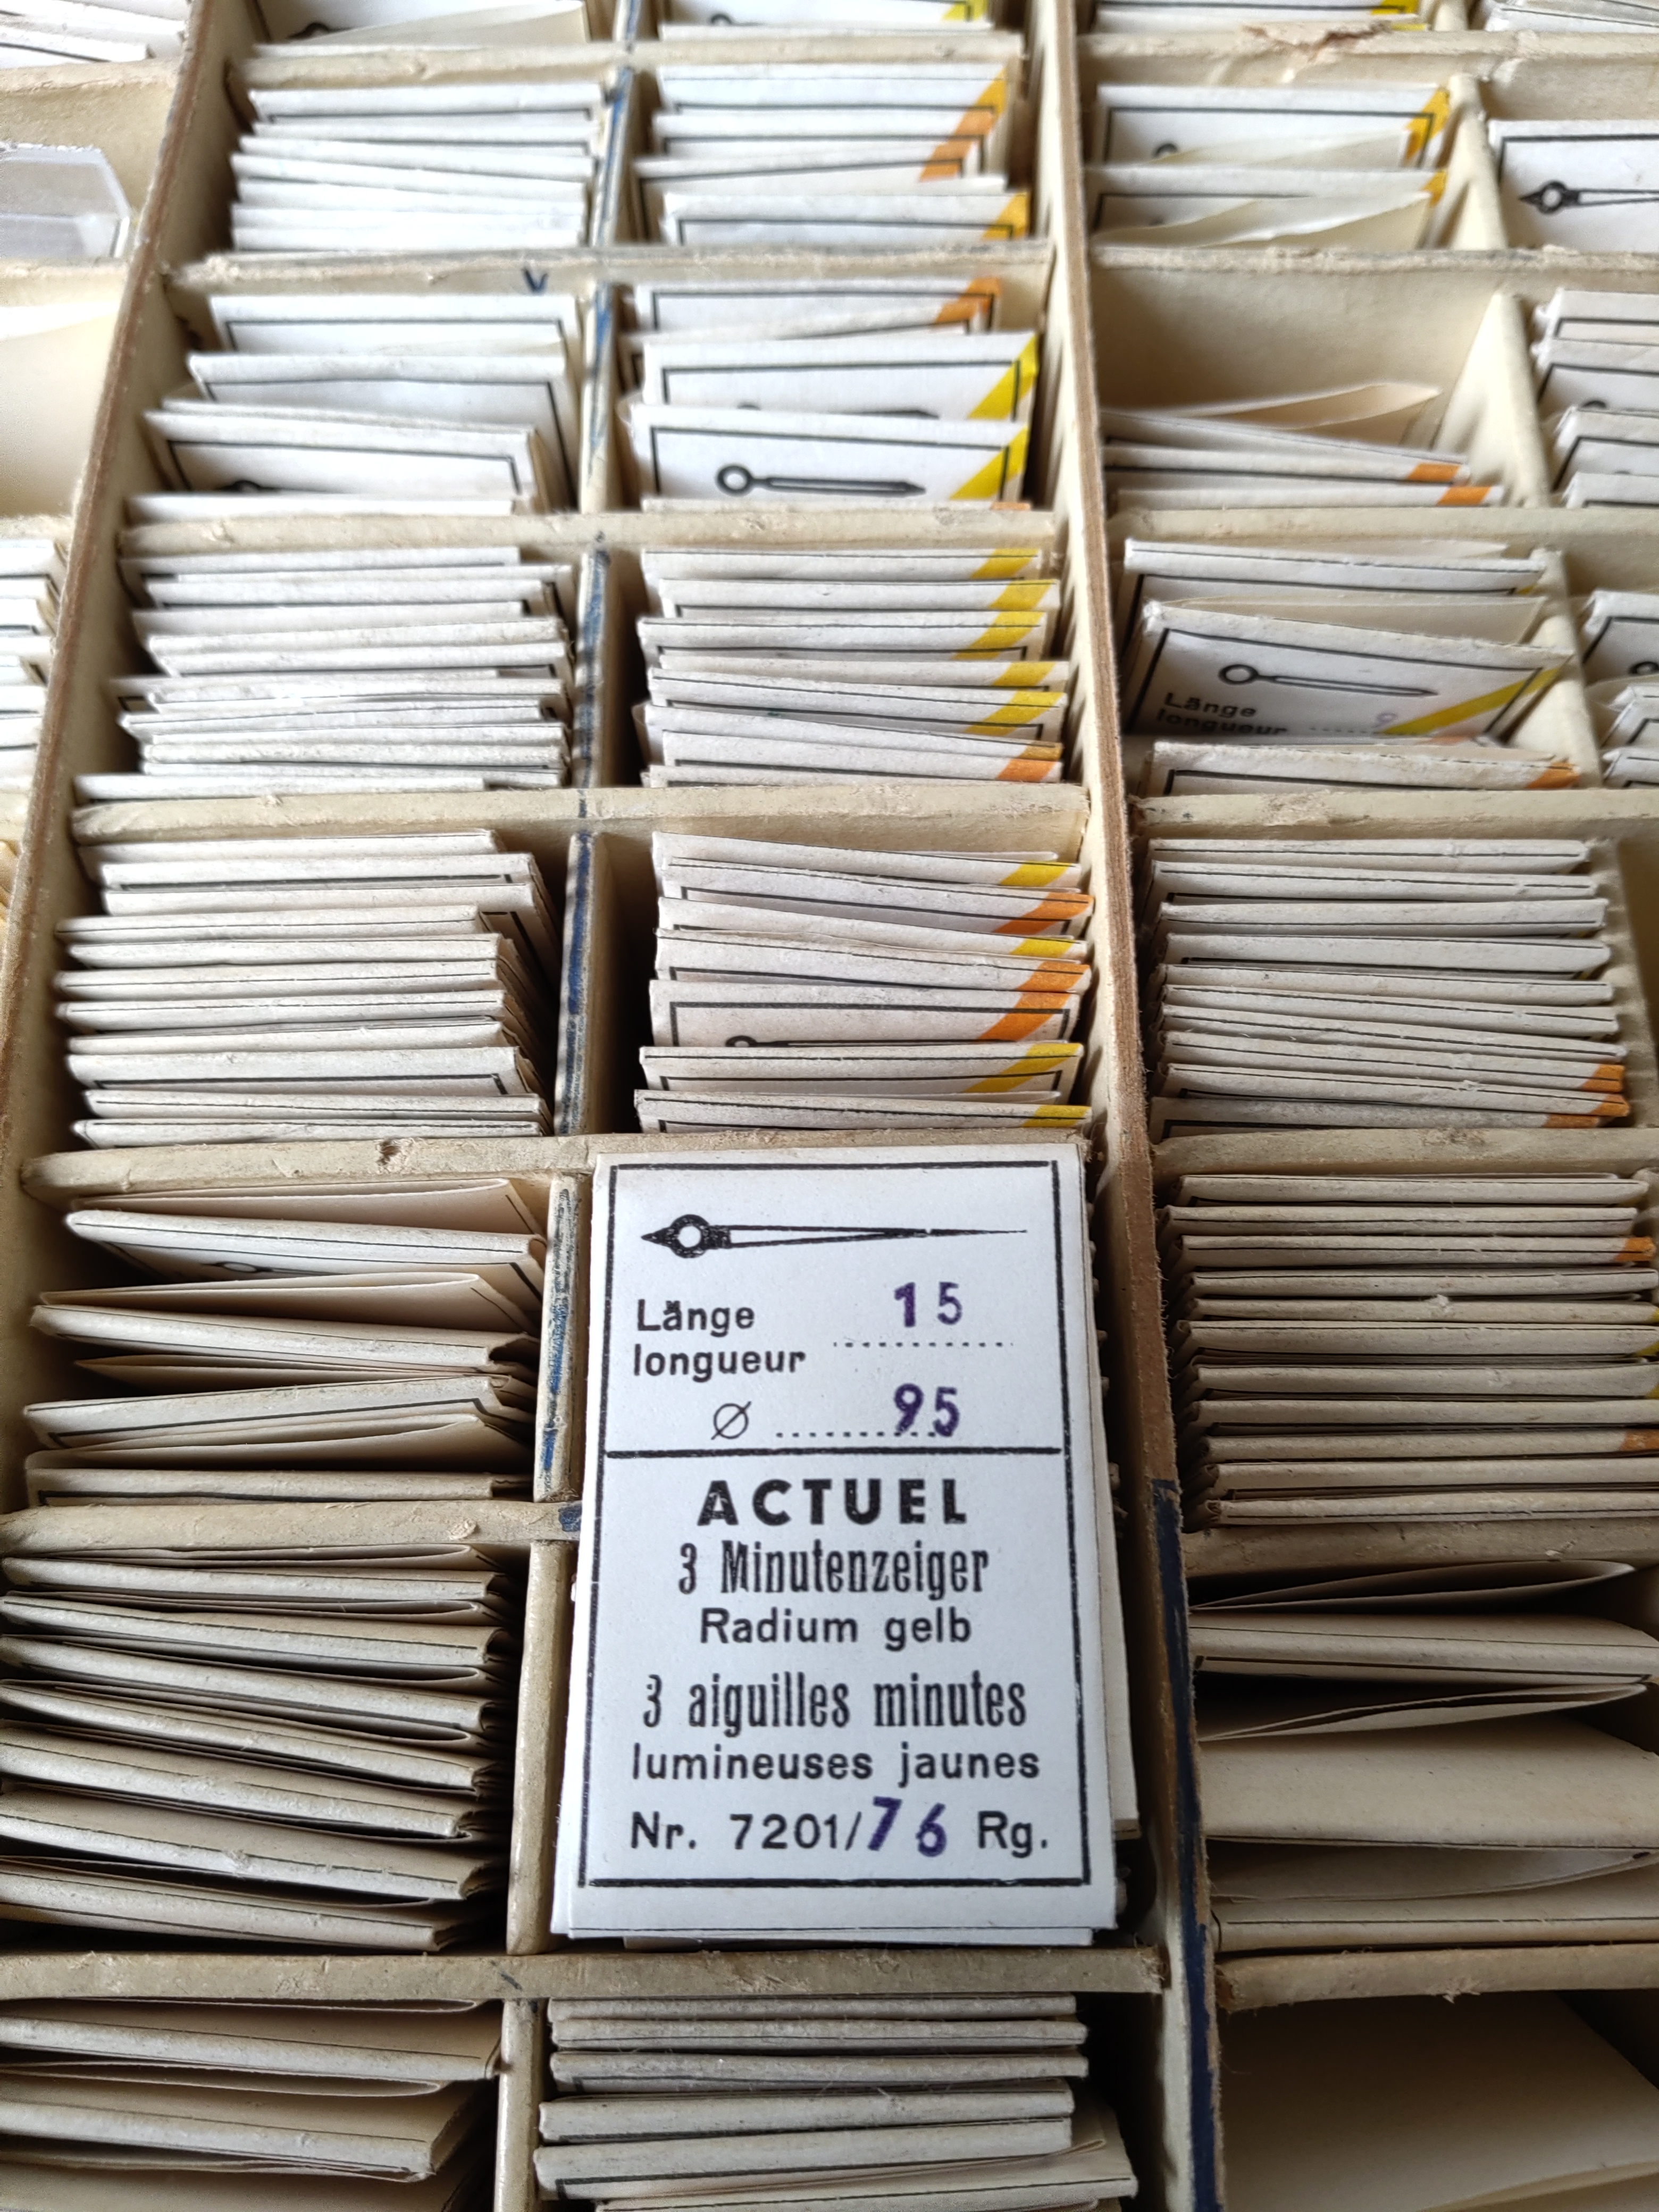 V
Länge
longueur ...... 9
Länge 15
longueur ..........
Ø ..........95
ACTUEL
3 Minutenzeiger
Radium gelb
3 aiguilles minutes
lumineuses jaunes
Nr. 7201/76 Rg.